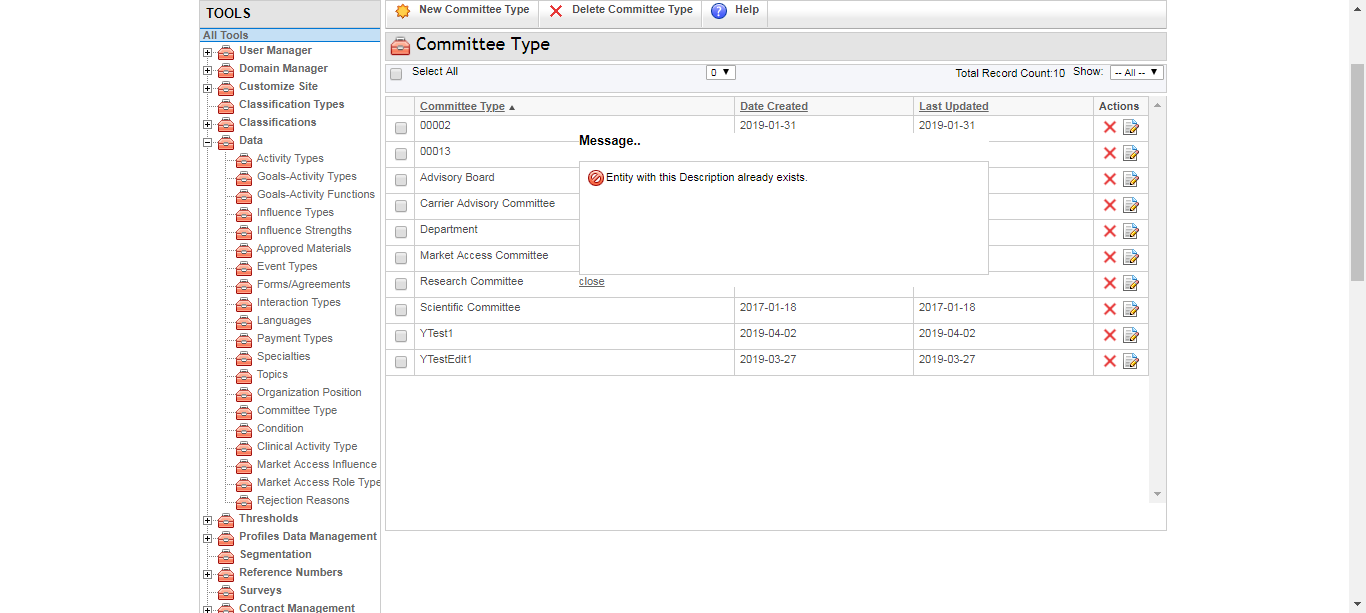 TOOLS
All Tools
User Manager
Domain Manager
Customize Site
Classification Types
Classifications
Data
Activity Types
Goals-Activity Types
Goals-Activity Functions
Influence Types
Influence Strengths
Approved Materials
Event Types
Forms/Agreements
Interaction Types
Languages
Payment Types
Specialties
Topics
Organization Position
Committee Type
Condition
Clinical Activity Type
Market Access Influence
Market Access Role Type
Rejection Reasons
Thresholds
Profiles Data Management
Segmentation
Reference Numbers
Surveys
Contract Management
New Committee Type Delete Committee Type Help
Committee Type
Select All 0 Total Record Count:10 Show: -- All --
Committee Type Date Created Last Updated Actions
00002 2019-01-31 2019-01-31
00013
Advisory Board
Carrier Advisory Committee
Department
Market Access Committee
Research Committee
Scientific Committee 2017-01-18 2017-01-18
YTest1 2019-04-02 2019-04-02
YTestEdit1 2019-03-27 2019-03-27
Message..
Entity with this Description already exists.
close